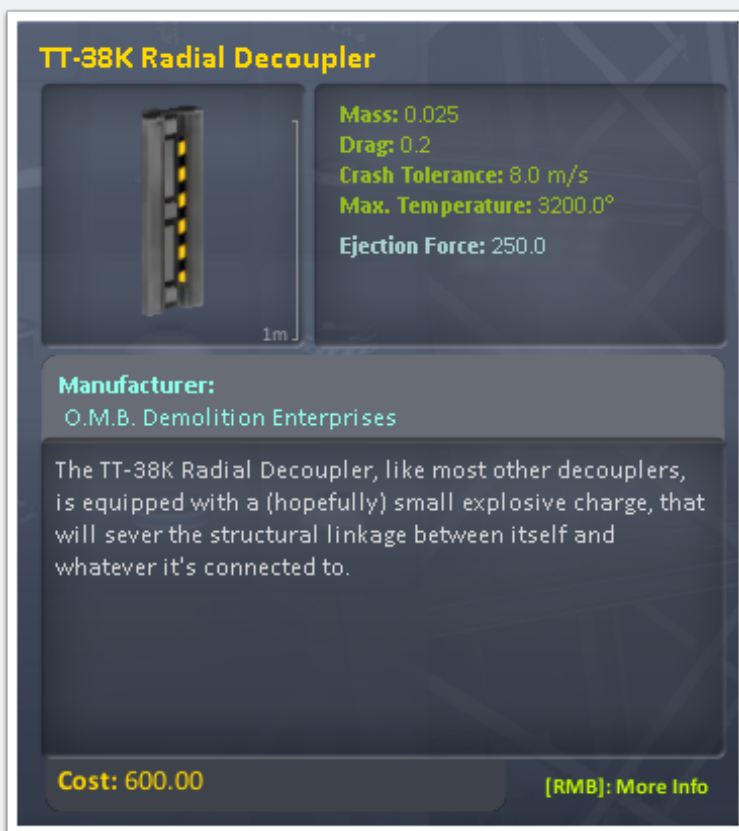 TT-38K Radial Decoupler
Mass: 0.025
Drag: 0.2
Crash Tolerance: 8.0 m/s
Max. Temperature: 3200.0°
Ejection Force: 250.0
1m
Manufacturer:
O.M.B. Demolition Enterprises
The TT-38K Radial Decoupler, like most other decouplers,
is equipped with a (hopefully) small explosive charge, that
will sever the structural linkage between itself and
whatever it's connected to.
Cost: 600.00
[RMB]: More Info